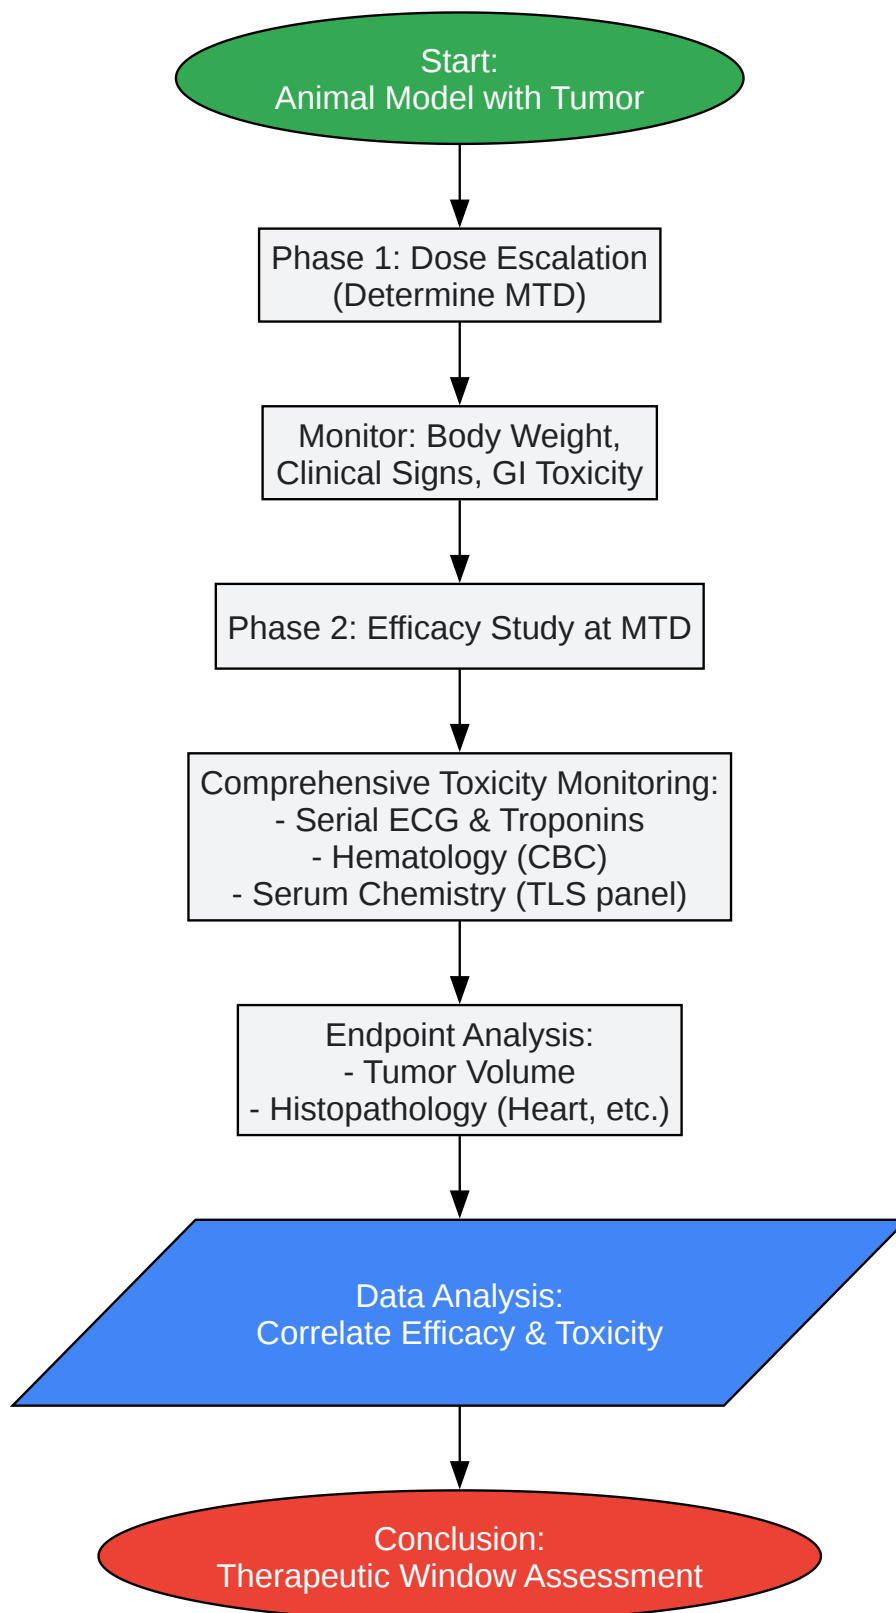 Start:
Animal Model with Tumor
Phase 1: Dose Escalation
(Determine MTD)
Monitor: Body Weight,
Clinical Signs, GI Toxicity
Phase 2: Efficacy Study at MTD
Comprehensive Toxicity Monitoring:
- Serial ECG & Troponins
- Hematology (CBC)
- Serum Chemistry (TLS panel)
Endpoint Analysis:
- Tumor Volume
- Histopathology (Heart, etc.)
Data Analysis:
Correlate Efficacy & Toxicity
Conclusion:
Therapeutic Window Assessment